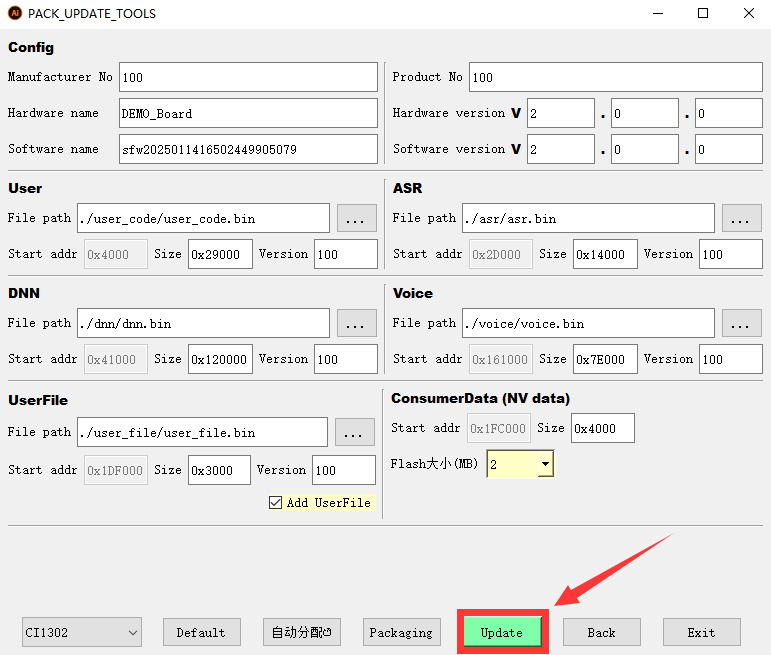 Ai PACK_UPDATE_TOOLS
Config
Manufacturer No 100 Product No 100
Hardware name DEMO_Board Hardware version V 2 . 0 . 0
Software name sfw2025011416502449905079 Software version V 2 . 0 . 0
User
File path ./user_code/user_code.bin ...
Start addr 0x4000 Size 0x29000 Version 100
ASR
File path ./asr/asr.bin ...
Start addr 0x2D000 Size 0x14000 Version 100
DNN
File path ./dnn/dnn.bin ...
Start addr 0x41000 Size 0x120000 Version 100
Voice
File path ./voice/voice.bin ...
Start addr 0x161000 Size 0x7E000 Version 100
UserFile
File path ./user_file/user_file.bin ...
Start addr 0x1DF000 Size 0x3000 Version 100
Add UserFile
ConsumerData (NV data)
Start addr 0x1FC000 Size 0x4000
Flash大小(MB) 2
CI1302 Default 自动分配 Packaging Update Back Exit